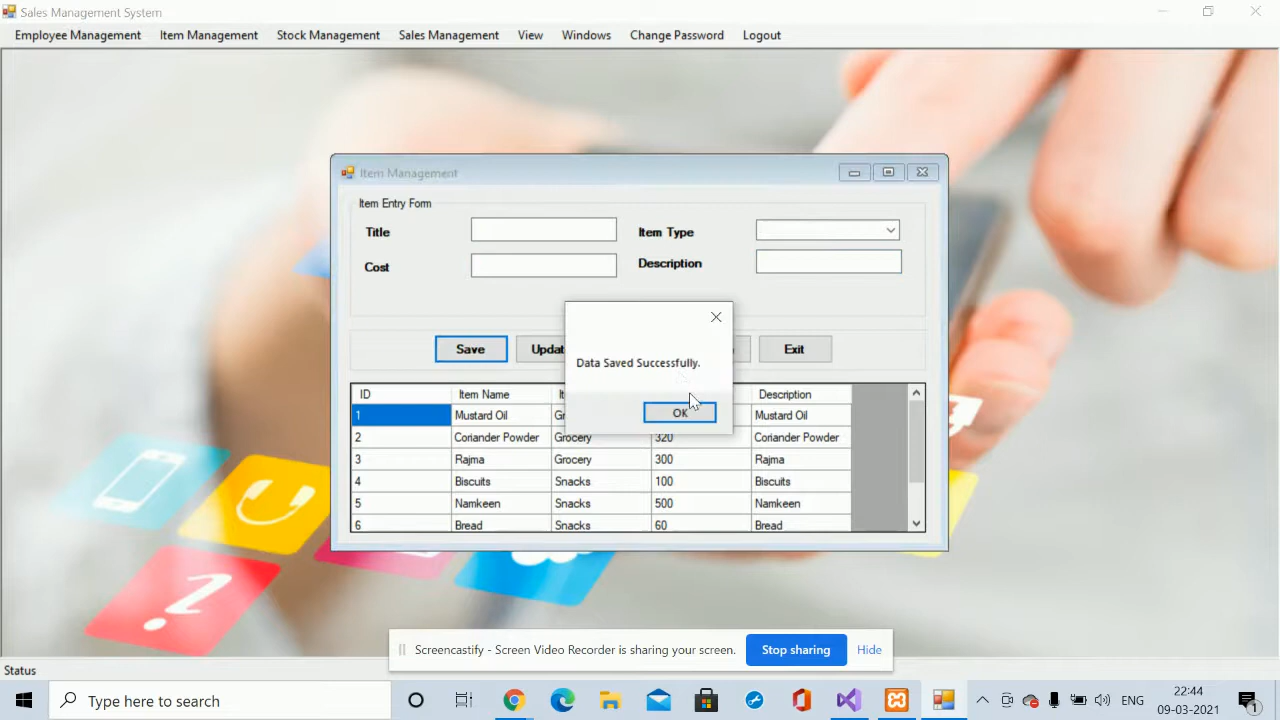 Sales Management System
Employee Management Item Management Stock Management Sales Management View Windows Change Password Logout
Item Management
Item Entry Form
Title Item Type
Cost Description
Data Saved Successfully.
OK
Save Exit
ID Item Name Description
1 Mustard Oil Mustard Oil
2 Coriander Powder Grocery 320 Coriander Powder
3 Rajma Grocery 300 Rajma
4 Biscuits Snacks 100 Biscuits
5 Namkeen Snacks 500 Namkeen
6 Bread Snacks 60 Bread
Screencastify - Screen Video Recorder is sharing your screen. Stop sharing Hide
Status
Type here to search
ENG 22:44
09-03-2021
1